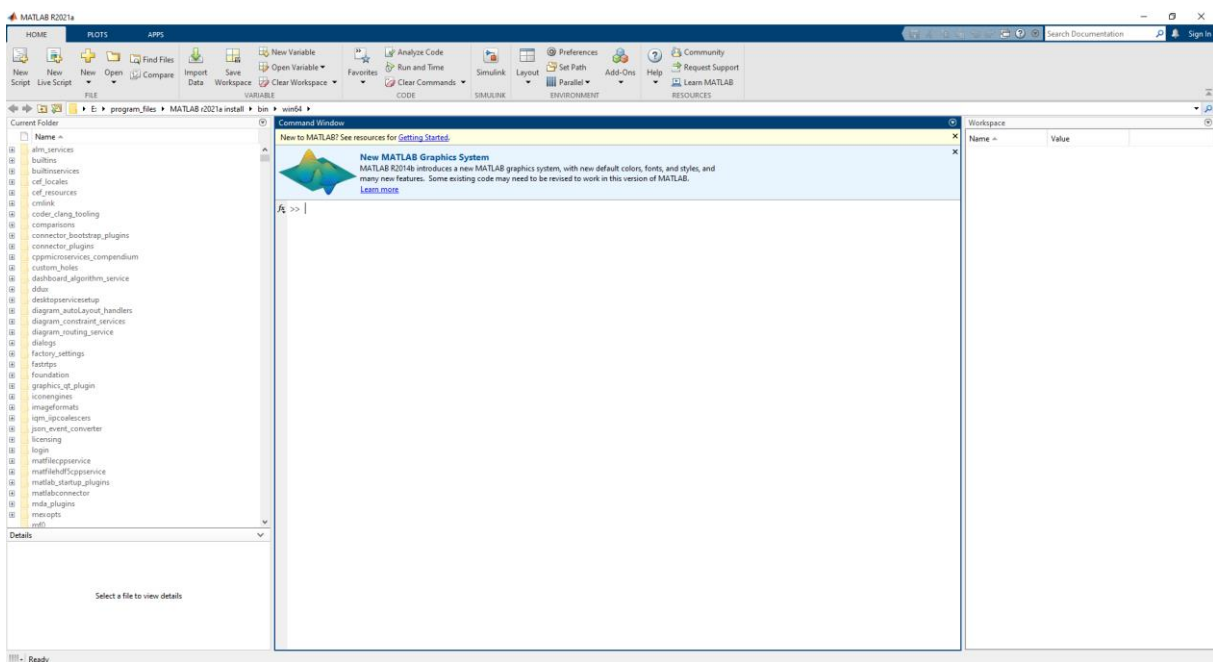 MATLAB R2021a
HOME PLOTS APPS
Search Documentation
Sign In
New Script
New Live Script
New
Open
Find Files
Compare
Import Data
Save Workspace
New Variable
Open Variable
Clear Workspace
Favorites
Analyze Code
Run and Time
Clear Commands
Simulink
Layout
Preferences
Set Path
Parallel
Add-Ons
Help
Community
Request Support
Learn MATLAB
FILE VARIABLE CODE SIMULINK ENVIRONMENT RESOURCES
E: program_files MATLAB r2021a install bin win64
Current Folder
Name
alm_services
builtins
builtinservices
cef_locales
cef_resources
cmlink
coder_clang_tooling
comparisons
connector_bootstrap_plugins
connector_plugins
cppmicroservices_compendium
custom_holes
dashboard_algorithm_service
ddux
desktopservicesetup
diagram_autoLayout_handlers
diagram_constraint_services
diagram_routing_service
dialogs
factory_settings
fastrtps
foundation
graphics_qt_plugin
iconengines
imageformats
iqm_iipcoalescers
json_event_converter
licensing
login
matfilecppservice
matfilehdf5cppservice
matlab_startup_plugins
matlabconnector
mda_plugins
mexopts
Details
Select a file to view details
Command Window
New to MATLAB? See resources for Getting Started.
New MATLAB Graphics System
MATLAB R2014b introduces a new MATLAB graphics system, with new default colors, fonts, and styles, and
many new features. Some existing code may need to be revised to work in this version of MATLAB.
Learn more
fx >>
Workspace
Name Value
Ready